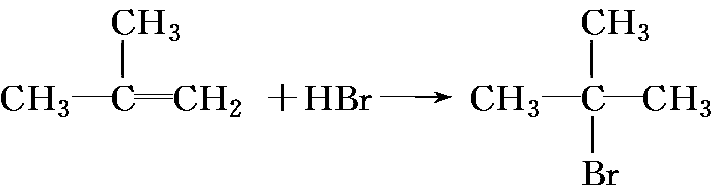 CH₃ CH₃
CH₃—C=CH₂ +HBr⟶ CH₃—C—CH₃
Br